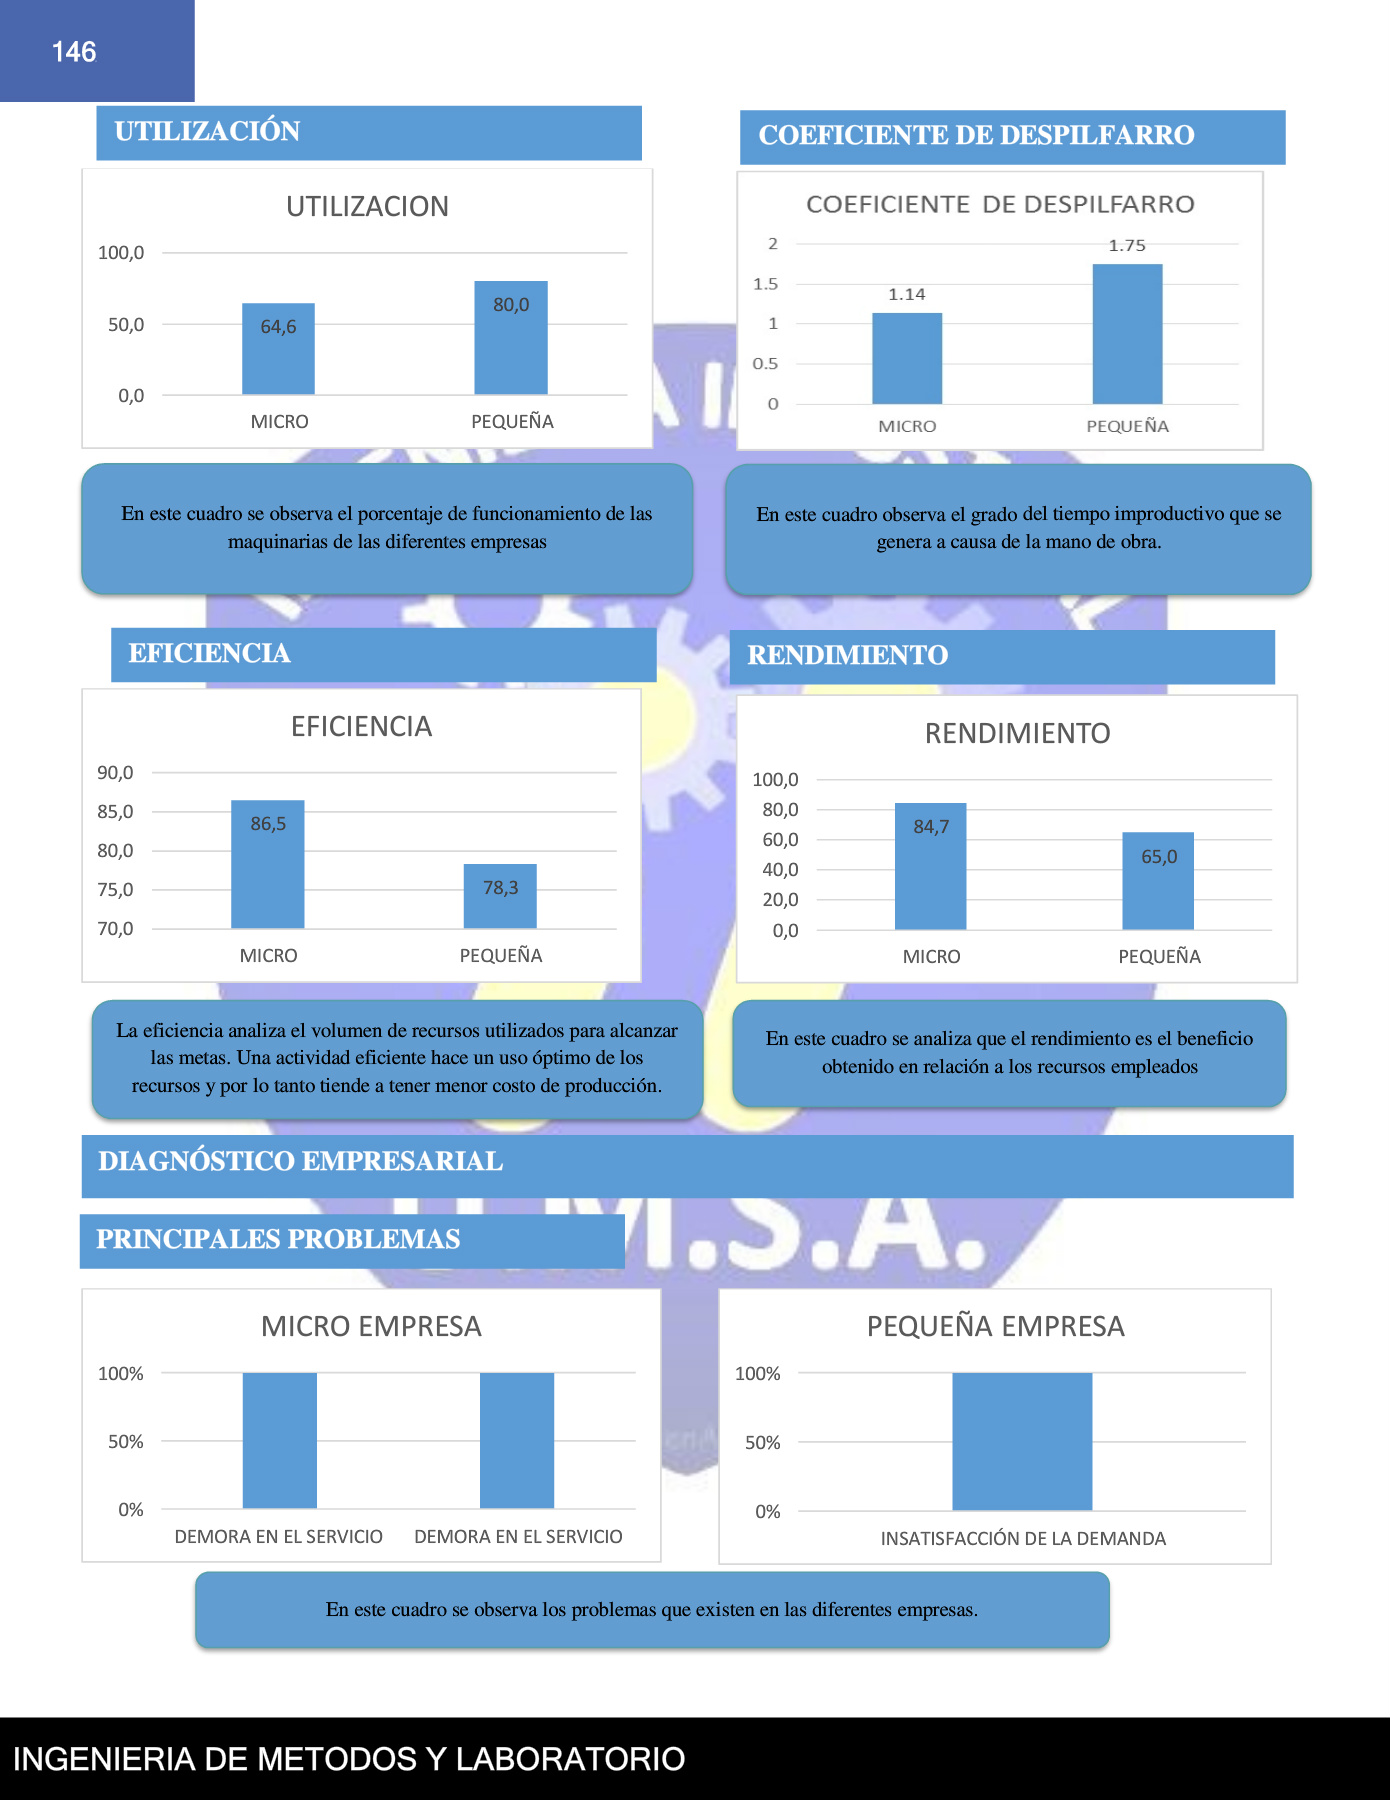 146
UTILIZACIÓN
UTILIZACION
100,0
50,0
0,0
64,6
80,0
MICRO
PEQUEÑA
En este cuadro se observa el porcentaje de funcionamiento de las
maquinarias de las diferentes empresas
COEFICIENTE DE DESPILFARRO
COEFICIENTE DE DESPILFARRO
2
1.5
1
0.5
0
1.14
1.75
MICRO
PEQUEÑA
En este cuadro observa el grado del tiempo improductivo que se
genera a causa de la mano de obra.
EFICIENCIA
EFICIENCIA
90,0
85,0
80,0
75,0
70,0
86,5
78,3
MICRO
PEQUEÑA
La eficiencia analiza el volumen de recursos utilizados para alcanzar
las metas. Una actividad eficiente hace un uso óptimo de los
recursos y por lo tanto tiende a tener menor costo de producción.
RENDIMIENTO
RENDIMIENTO
100,0
80,0
60,0
40,0
20,0
0,0
84,7
65,0
MICRO
PEQUEÑA
En este cuadro se analiza que el rendimiento es el beneficio
obtenido en relación a los recursos empleados
DIAGNÓSTICO EMPRESARIAL
PRINCIPALES PROBLEMAS
.M.S.A.
MICRO EMPRESA
100%
50%
0%
DEMORA EN EL SERVICIO
DEMORA EN EL SERVICIO
PEQUEÑA EMPRESA
100%
50%
0%
INSATISFACCIÓN DE LA DEMANDA
En este cuadro se observa los problemas que existen en las diferentes empresas.
INGENIERIA DE METODOS Y LABORATORIO